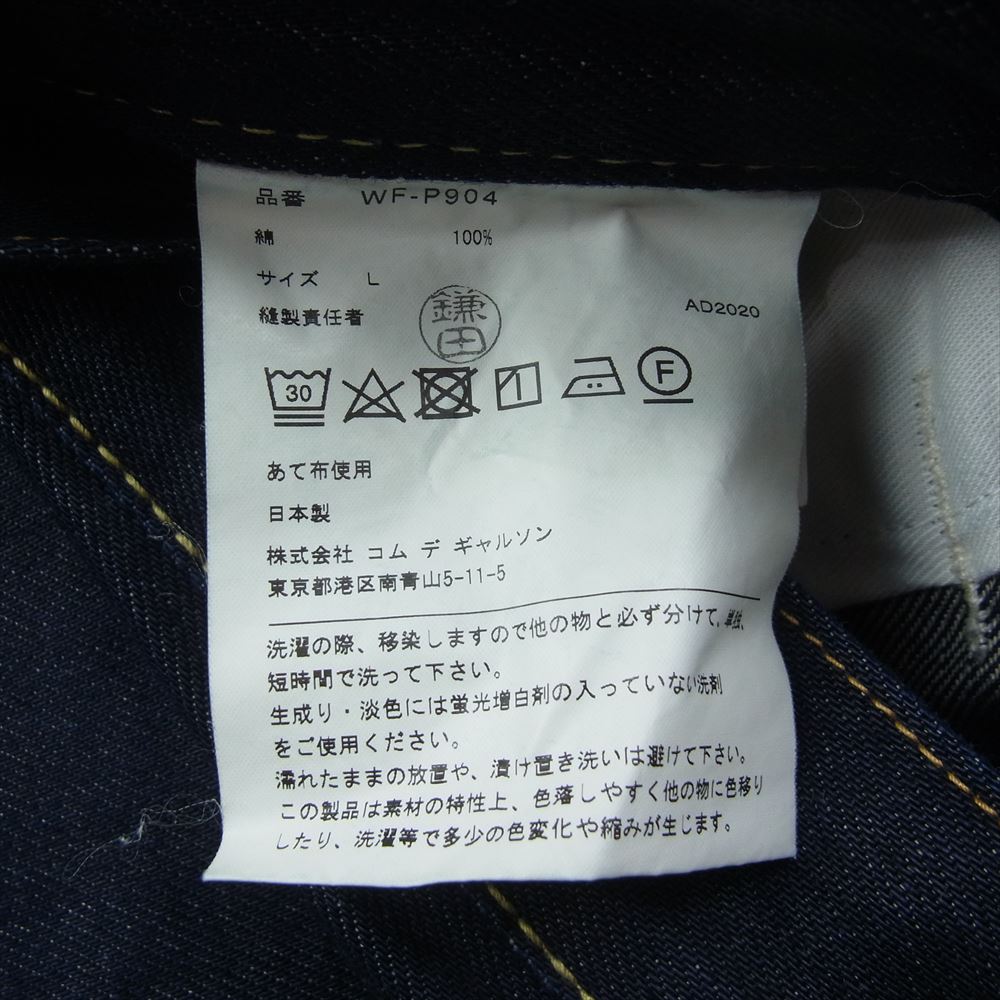 品番 WF-P904
綿 100%
サイズ L
縫製責任者 鎌田 AD2020
30 F
あて布使用
日本製
株式会社 コム デ ギャルソン
東京都港区南青山5-11-5
洗濯の際、移染しますので他の物と必ず分けて、単独、
短時間で洗って下さい。
生成り・淡色には蛍光増白剤の入っていない洗剤
をご使用ください。
濡れたままの放置や、漬け置き洗いは避けて下さい。
この製品は素材の特性上、色落しやすく他の物に色移り
したり、洗濯等で多少の色変化や縮みが生じます。